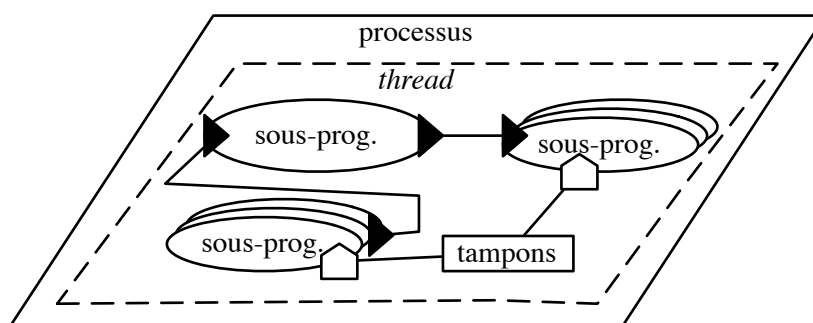 processus
thread
sous-prog.
sous-prog.
sous-prog.
tampons